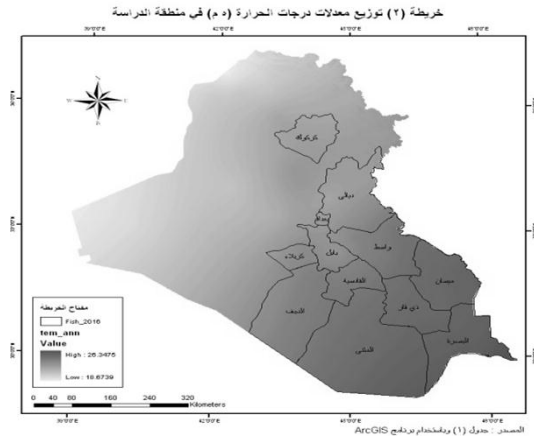 خريطة (٢) توزيع معدلات درجات الحرارة (ه م) في منطقة الدراسة
كركوك
ديالى
بغداد
واسط
كربلاء
بابل
القادسية
ميسان
النجف
ذي قار
المثنى
البصرة
مفتاح الخريطة
Fish_2016
tem_ann
Value
High : 26.3475
Low : 18.6739
0 40 80 160 240 320
Kilometers
المصدر : جدول (١) وباستخدام برنامج ArcGIS